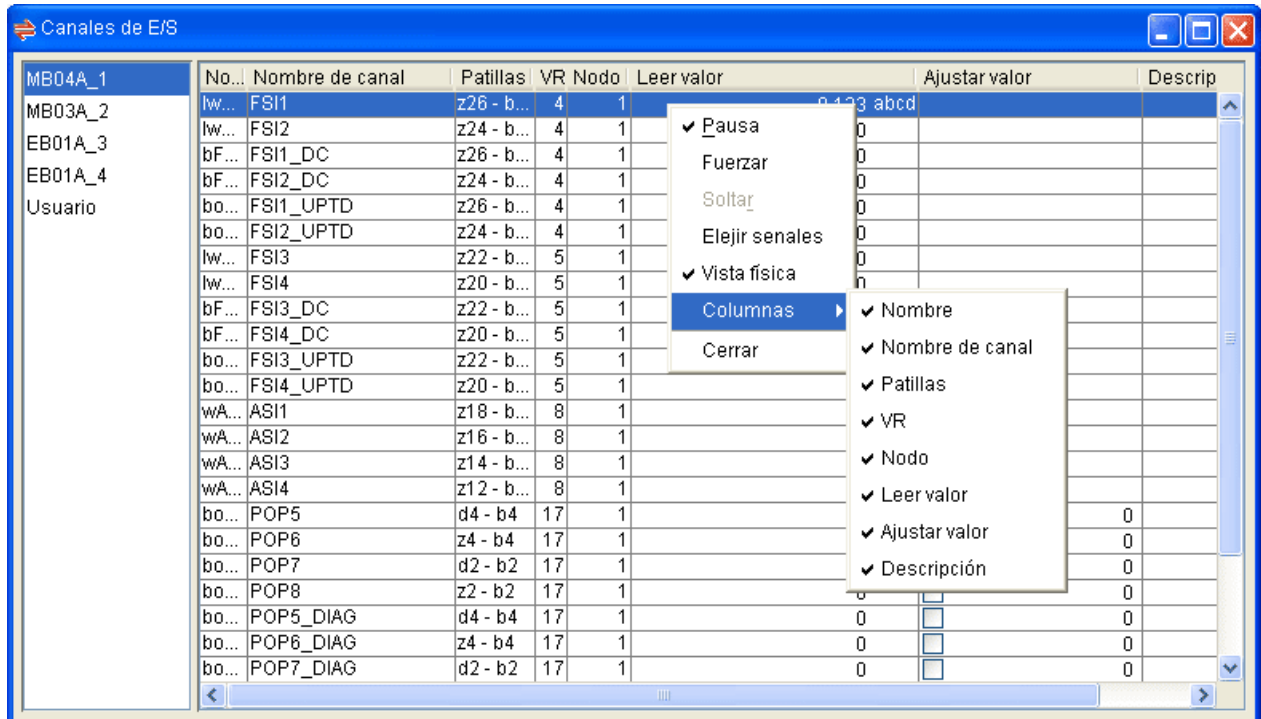 Canales de E/S
MB04A_1
MB03A_2
EB01A_3
EB01A_4
Usuario
No... Nombre de canal Patillas VR Nodo Leer valor Ajustar valor Descrip
lw... FSI1 z26 - b... 4 1 abcd
lw... FSI2 z24 - b... 4 1 0
bF... FSI1_DC z26 - b... 4 1 0
bF... FSI2_DC z24 - b... 4 1 0
bo... FSI1_UPTD z26 - b... 4 1 0
bo... FSI2_UPTD z24 - b... 4 1 0
lw... FSI3 z22 - b... 5 1 0
lw... FSI4 z20 - b... 5 1
bF... FSI3_DC z22 - b... 5 1
bF... FSI4_DC z20 - b... 5 1
bo... FSI3_UPTD z22 - b... 5 1
bo... FSI4_UPTD z20 - b... 5 1
wA... ASI1 z18 - b... 8 1
wA... ASI2 z16 - b... 8 1
wA... ASI3 z14 - b... 8 1
wA... ASI4 z12 - b... 8 1
bo... POP5 d4 - b4 17 1 0
bo... POP6 z4 - b4 17 1 0
bo... POP7 d2 - b2 17 1 0
bo... POP8 z2 - b2 17 1 0
bo... POP5_DIAG d4 - b4 17 1 0 0
bo... POP6_DIAG z4 - b4 17 1 0 0
bo... POP7_DIAG d2 - b2 17 1 0 0
Pausa
Fuerzar
Soltar
Elejir senales
Vista física
Columnas
Cerrar
Nombre
Nombre de canal
Patillas
VR
Nodo
Leer valor
Ajustar valor
Descripción